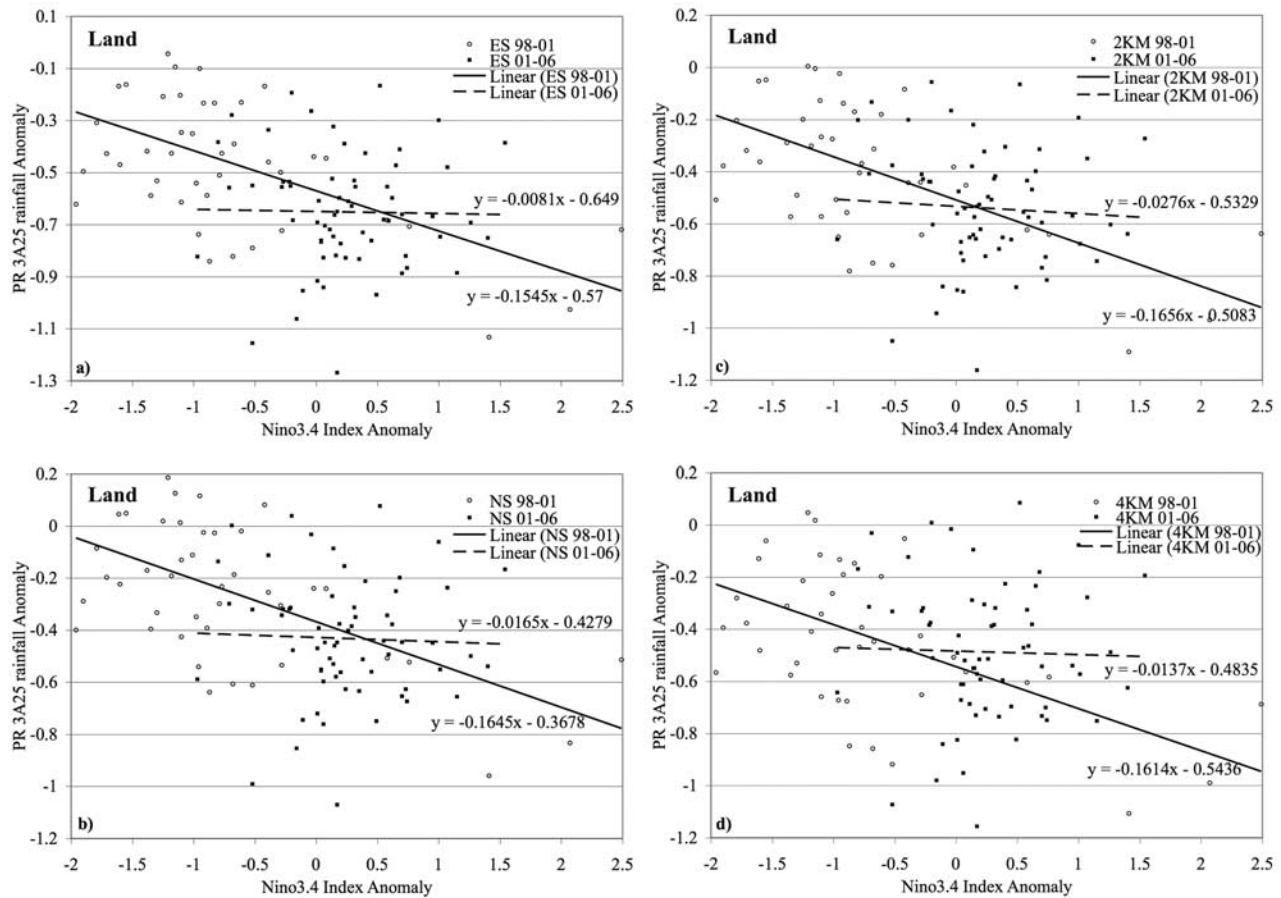 Land
ES 98-01
ES 01-06
Linear (ES 98-01)
Linear (ES 01-06)
0.1
-0.1
-0.3
-0.5
-0.7
-0.9
-1.1
-1.3
PR 3A25 rainfall Anomaly
y = -0.0081x - 0.649
y = -0.1545x - 0.57
a)
-2 -1.5 -1 -0.5 0 0.5 1 1.5 2 2.5
Nino3.4 Index Anomaly
Land
2KM 98-01
2KM 01-06
Linear (2KM 98-01)
Linear (2KM 01-06)
0.2
0
-0.2
-0.4
-0.6
-0.8
-1
-1.2
PR 3A25 rainfall Anomaly
y = -0.0276x - 0.5329
y = -0.1656x - 0.5083
c)
-2 -1.5 -1 -0.5 0 0.5 1 1.5 2 2.5
Nino3.4 Index Anomaly
Land
NS 98-01
NS 01-06
Linear (NS 98-01)
Linear (NS 01-06)
0.2
0
-0.2
-0.4
-0.6
-0.8
-1
-1.2
PR 3A25 rainfall Anomaly
y = -0.0165x - 0.4279
y = -0.1645x - 0.3678
b)
-2 -1.5 -1 -0.5 0 0.5 1 1.5 2 2.5
Nino3.4 Index Anomaly
Land
4KM 98-01
4KM 01-06
Linear (4KM 98-01)
Linear (4KM 01-06)
0.2
0
-0.2
-0.4
-0.6
-0.8
-1
-1.2
PR 3A25 rainfall Anomaly
y = -0.0137x - 0.4835
y = -0.1614x - 0.5436
d)
-2 -1.5 -1 -0.5 0 0.5 1 1.5 2 2.5
Nino3.4 Index Anomaly